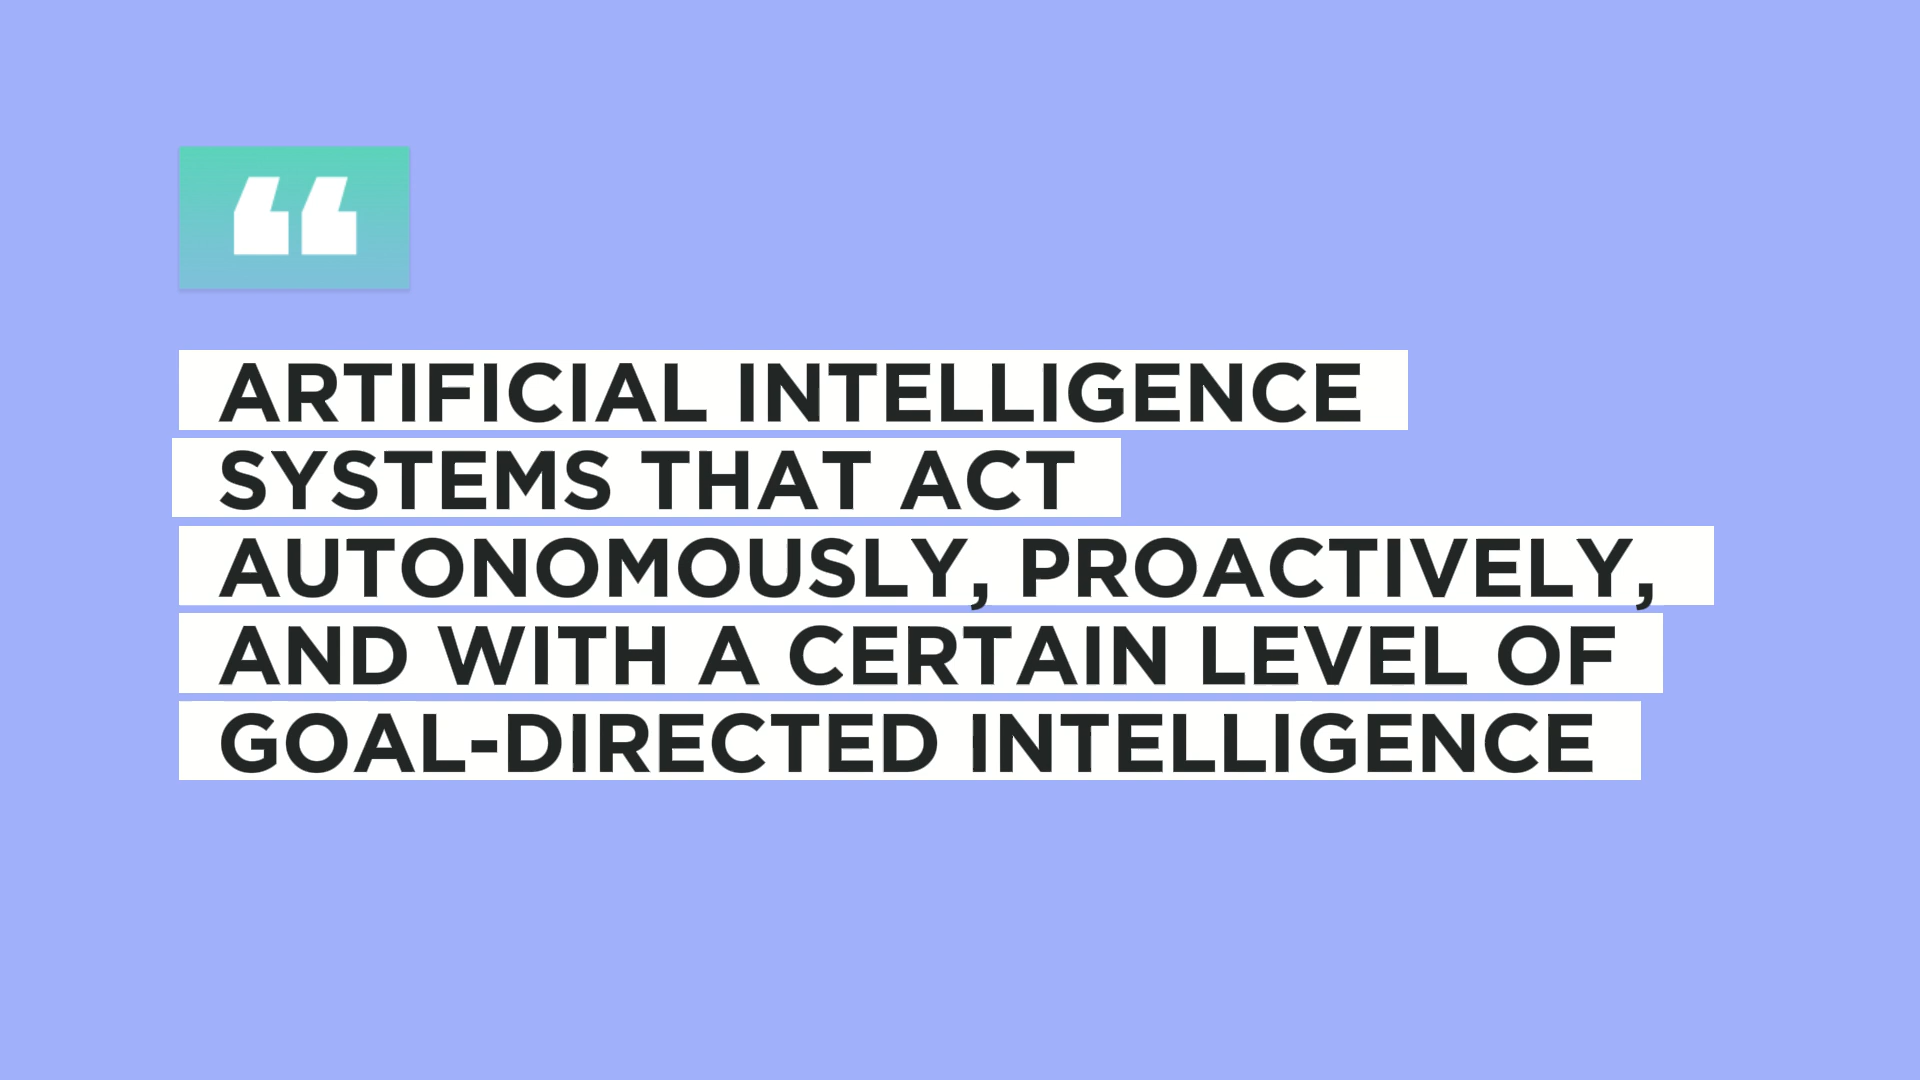 “
ARTIFICIAL INTELLIGENCE
SYSTEMS THAT ACT
AUTONOMOUSLY, PROACTIVELY,
AND WITH A CERTAIN LEVEL OF
GOAL-DIRECTED INTELLIGENCE